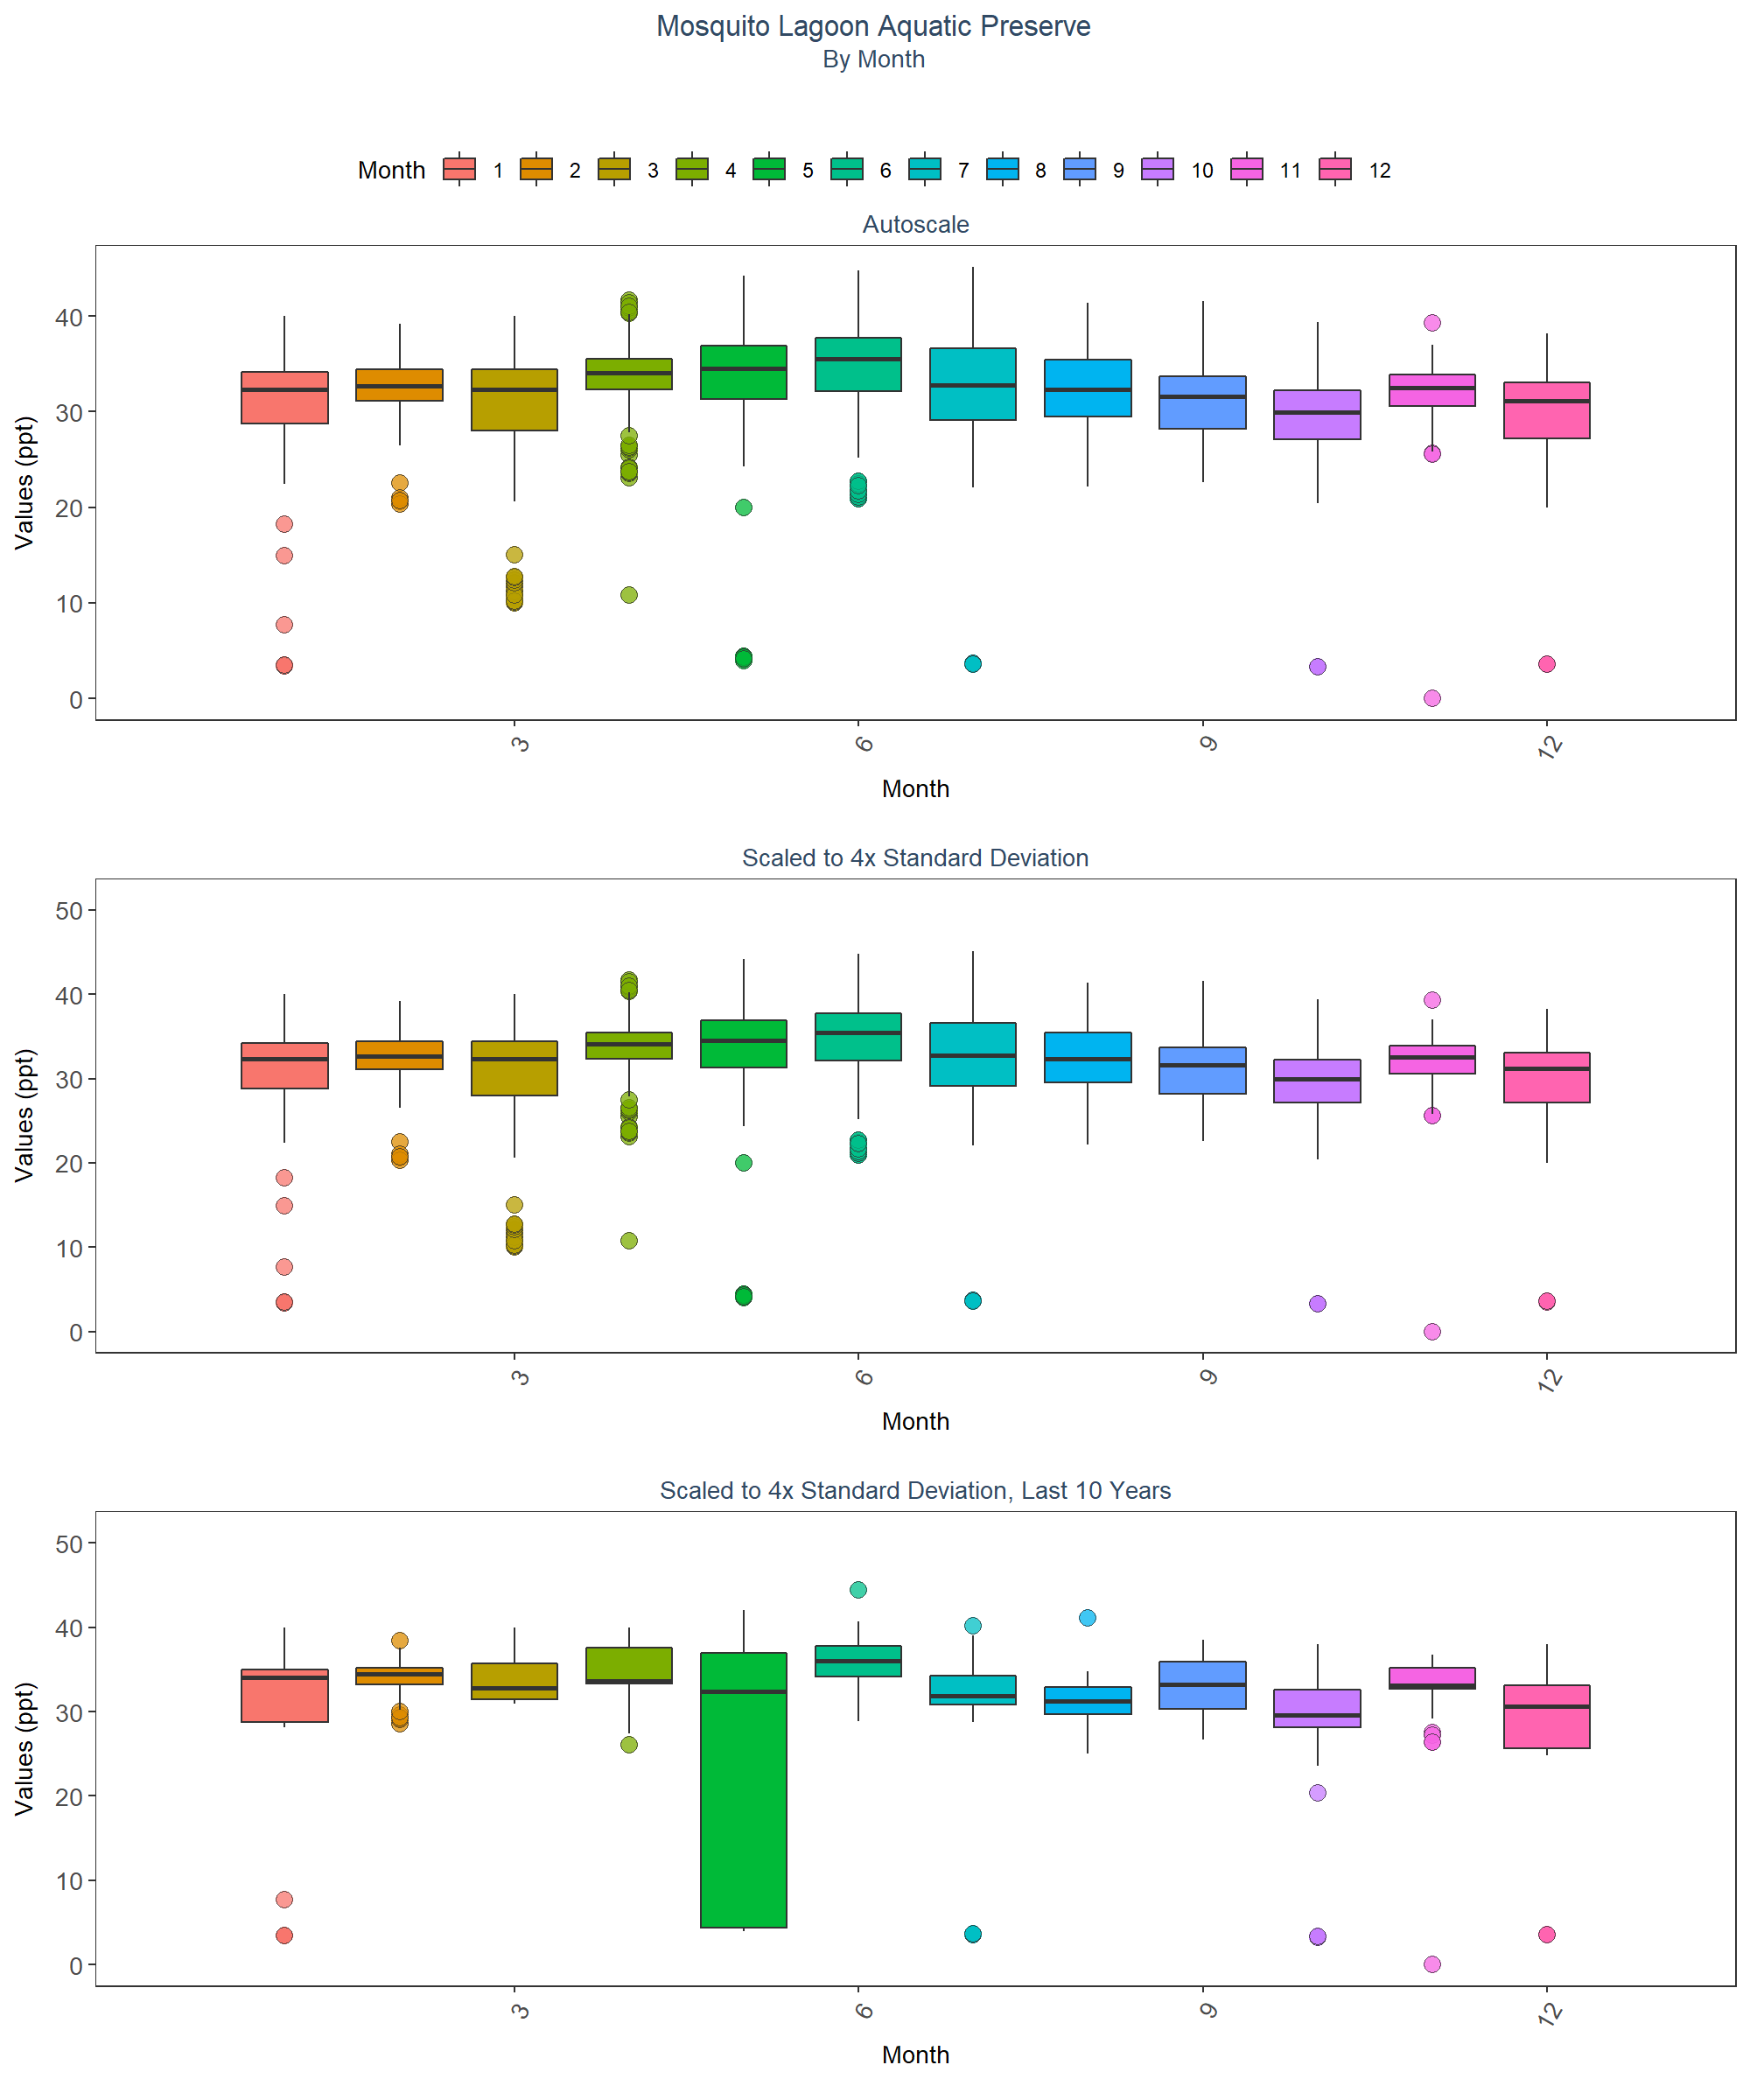 Mosquito Lagoon Aquatic Preserve
By Month
Month 1 2 3 4 5 6 7 8 9 10 11 12
Autoscale
Values (ppt)
40
30
20
10
0
3 6 9 12
Month
Scaled to 4x Standard Deviation
Values (ppt)
50
40
30
20
10
0
3 6 9 12
Month
Scaled to 4x Standard Deviation, Last 10 Years
Values (ppt)
50
40
30
20
10
0
3 6 9 12
Month